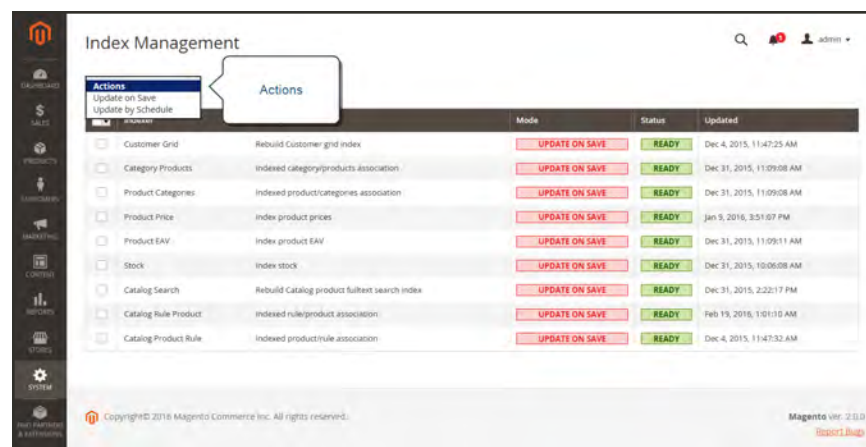 Index Management
1
admin
Actions
Update on Save
Update by Schedule
Actions
Indexer
Mode
Status
Updated
Customer Grid
Rebuild Customer grid index
UPDATE ON SAVE
READY
Dec 4, 2015, 11:47:25 AM
Category Products
Indexed category/products association
UPDATE ON SAVE
READY
Dec 31, 2015, 11:09:08 AM
Product Categories
Indexed product/categories association
UPDATE ON SAVE
READY
Dec 31, 2015, 11:09:08 AM
Product Price
Index product prices
UPDATE ON SAVE
READY
Jan 9, 2016, 3:51:07 PM
Product EAV
Index product EAV
UPDATE ON SAVE
READY
Dec 31, 2015, 11:09:11 AM
Stock
Index stock
UPDATE ON SAVE
READY
Dec 31, 2015, 10:06:08 AM
Catalog Search
Rebuild Catalog product fulltext search index
UPDATE ON SAVE
READY
Dec 31, 2015, 2:22:17 PM
Catalog Rule Product
Indexed rule/product association
UPDATE ON SAVE
READY
Feb 19, 2016, 1:01:10 AM
Catalog Product Rule
Indexed product/rule association
UPDATE ON SAVE
READY
Dec 4, 2015, 11:47:32 AM
DASHBOARD
SALES
PRODUCTS
CUSTOMERS
MARKETING
CONTENT
REPORTS
STORES
SYSTEM
FIND PARTNERS
& EXTENSIONS
Copyright© 2016 Magento Commerce Inc. All rights reserved.
Magento ver. 2.0.0
Report Bugs